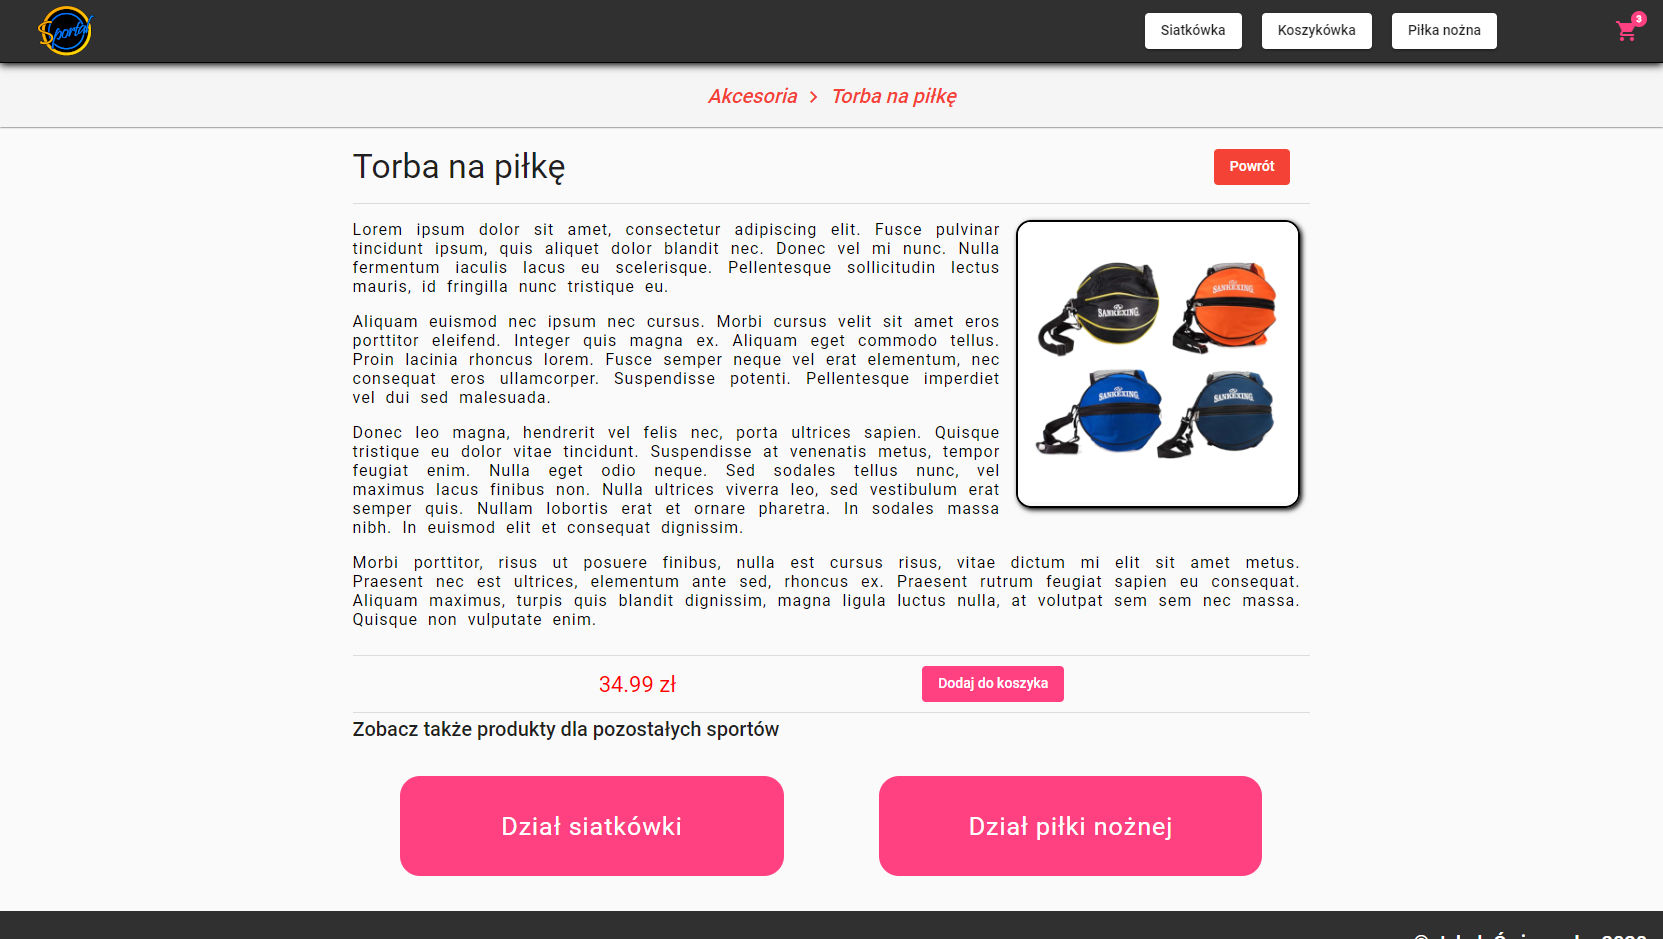 Sportal
Siatkówka
Koszykówka
Piłka nożna
3
Akcesoria > Torba na piłkę
Torba na piłkę
Powrót
Lorem ipsum dolor sit amet, consectetur adipiscing elit. Fusce pulvinar
tincidunt ipsum, quis aliquet dolor blandit nec. Donec vel mi nunc. Nulla
fermentum iaculis lacus eu scelerisque. Pellentesque sollicitudin lectus
mauris, id fringilla nunc tristique eu.
Aliquam euismod nec ipsum nec cursus. Morbi cursus velit sit amet eros
porttitor eleifend. Integer quis magna ex. Aliquam eget commodo tellus.
Proin lacinia rhoncus lorem. Fusce semper neque vel erat elementum, nec
consequat eros ullamcorper. Suspendisse potenti. Pellentesque imperdiet
vel dui sed malesuada.
Donec leo magna, hendrerit vel felis nec, porta ultrices sapien. Quisque
tristique eu dolor vitae tincidunt. Suspendisse at venenatis metus, tempor
feugiat enim. Nulla eget odio neque. Sed sodales tellus nunc, vel
maximus lacus finibus non. Nulla ultrices viverra leo, sed vestibulum erat
semper quis. Nullam lobortis erat et ornare pharetra. In sodales massa
nibh. In euismod elit et consequat dignissim.
SANKEXING
SANKEXING
SANKEXING
SANKEXING
Morbi porttitor, risus ut posuere finibus, nulla est cursus risus, vitae dictum mi elit sit amet metus.
Praesent nec est ultrices, elementum ante sed, rhoncus ex. Praesent rutrum feugiat sapien eu consequat.
Aliquam maximus, turpis quis blandit dignissim, magna ligula luctus nulla, at volutpat sem sem nec massa.
Quisque non vulputate enim.
34.99 zł
Dodaj do koszyka
Zobacz także produkty dla pozostałych sportów
Dział siatkówki
Dział piłki nożnej